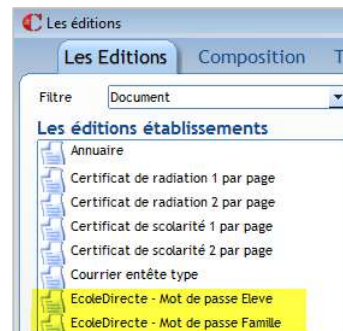 Les éditions
Les Editions Composition T
Filtre Document
Les éditions établissements
Annuaire
Certificat de radiation 1 par page
Certificat de radiation 2 par page
Certificat de scolarité 1 par page
Certificat de scolarité 2 par page
Courrier entête type
EcoleDirecte - Mot de passe Eleve
EcoleDirecte - Mot de passe Famille